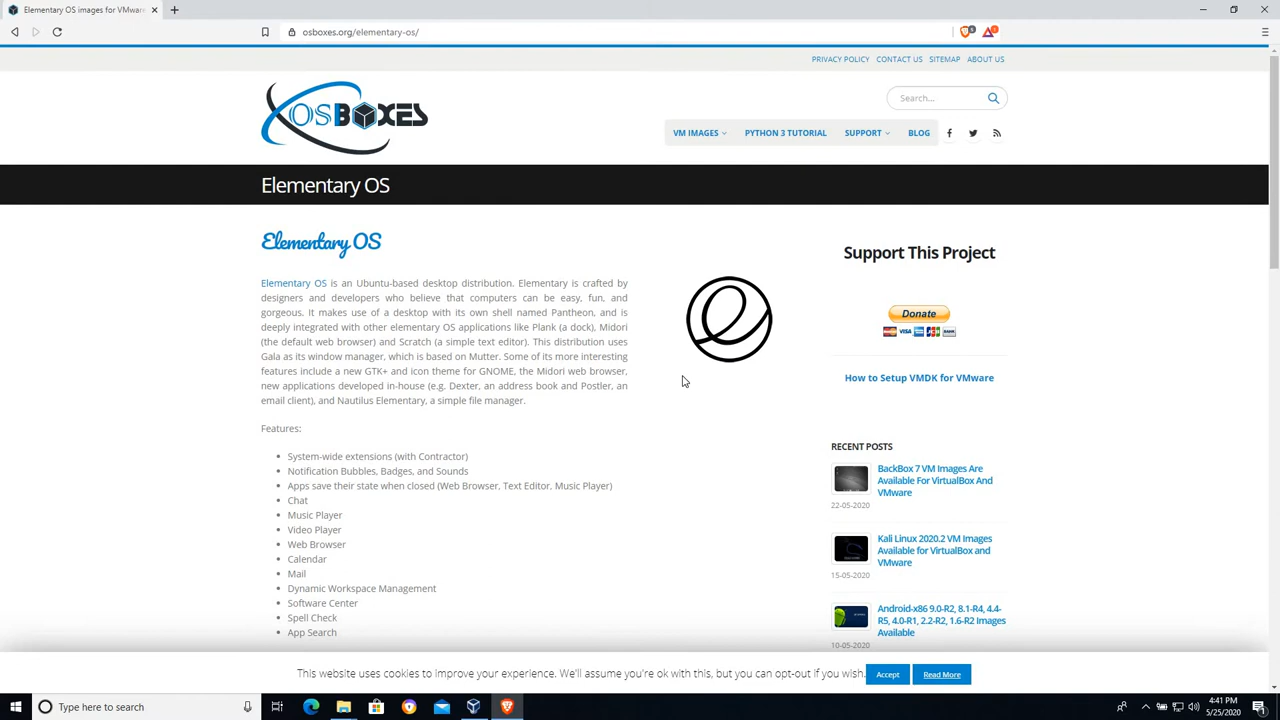 Elementary OS images for VMware
osboxes.org/elementary-os/
PRIVACY POLICY CONTACT US SITEMAP ABOUT US
OSBOXES
Search...
VM IMAGES PYTHON 3 TUTORIAL SUPPORT BLOG
Elementary OS
Elementary OS
Elementary OS is an Ubuntu-based desktop distribution. Elementary is crafted by
designers and developers who believe that computers can be easy, fun, and
gorgeous. It makes use of a desktop with its own shell named Pantheon, and is
deeply integrated with other elementary OS applications like Plank (a dock), Midori
(the default web browser) and Scratch (a simple text editor). This distribution uses
Gala as its window manager, which is based on Mutter. Some of its more interesting
features include a new GTK+ and icon theme for GNOME, the Midori web browser,
new applications developed in-house (e.g. Dexter, an address book and Postler, an
email client), and Nautilus Elementary, a simple file manager.
Features:
System-wide extensions (with Contractor)
Notification Bubbles, Badges, and Sounds
Apps save their state when closed (Web Browser, Text Editor, Music Player)
Chat
Music Player
Video Player
Web Browser
Calendar
Mail
Dynamic Workspace Management
Software Center
Spell Check
App Search
Support This Project
Donate
VISA
How to Setup VMDK for VMware
RECENT POSTS
BackBox 7 VM Images Are
Available For VirtualBox And
VMware
22-05-2020
Kali Linux 2020.2 VM Images
Available for VirtualBox and
VMware
15-05-2020
Android-x86 9.0-R2, 8.1-R4, 4.4-
R5, 4.0-R1, 2.2-R2, 1.6-R2 Images
Available
10-05-2020
This website uses cookies to improve your experience. We'll assume you're ok with this, but you can opt-out if you wish. Accept Read More
Type here to search
4:41 PM
5/25/2020